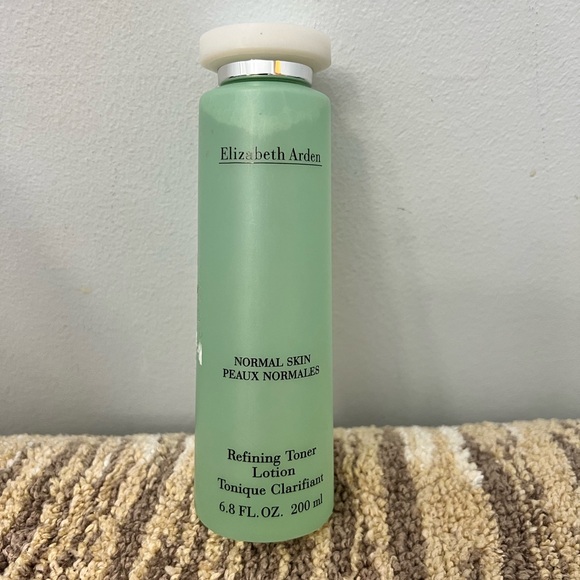 Elizabeth Arden
NORMAL SKIN
PEAUX NORMALES
Refining Toner
Lotion
Tonique Clarifiant
6.8 FL. OZ. 200 ml